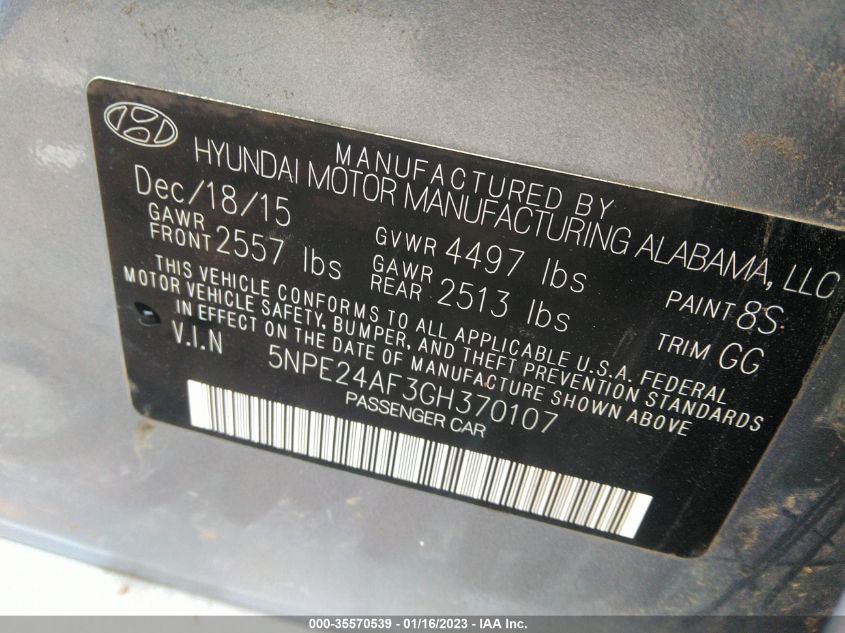 MANUFACTURED BY
HYUNDAI MOTOR MANUFACTURING ALABAMA, LLC
Dec/18/15
GAWR FRONT 2557 lbs
GVWR 4497 lbs
GAWR REAR 2513 lbs
PAINT 8S
TRIM GG
THIS VEHICLE CONFORMS TO ALL APPLICABLE U.S.A. FEDERAL
MOTOR VEHICLE SAFETY, BUMPER, AND THEFT PREVENTION STANDARDS
IN EFFECT ON THE DATE OF MANUFACTURE SHOWN ABOVE
V.I.N 5NPE24AF3GH370107
PASSENGER CAR
000-35570539 - 01/16/2023 - IAA Inc.